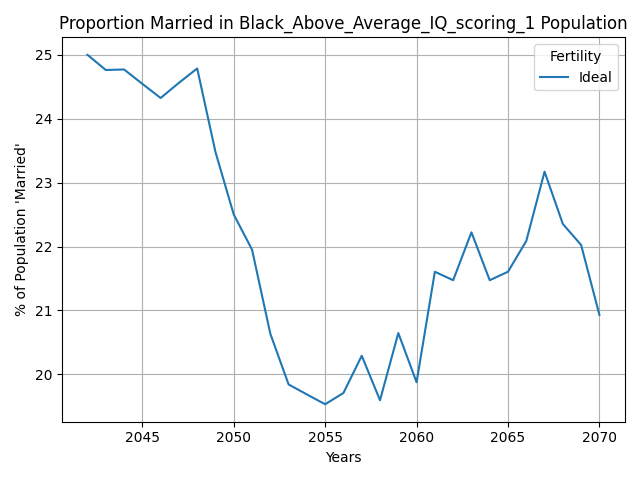 Proportion Married in Black_Above_Average_IQ_scoring_1 Population
Fertility
Ideal
% of Population 'Married'
25
24
23
22
21
20
2045 2050 2055 2060 2065 2070
Years